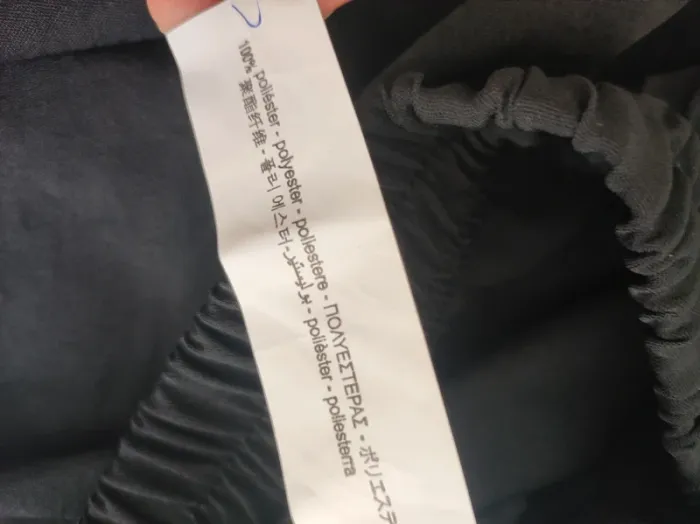 100% poliéster - polyester - poliestere - ΠΟΛΥΕΣΤΕΡΑΣ - ポリエステ
聚酯纤维 - 폴리에스터 - بوليستر - polièster - poliesterra